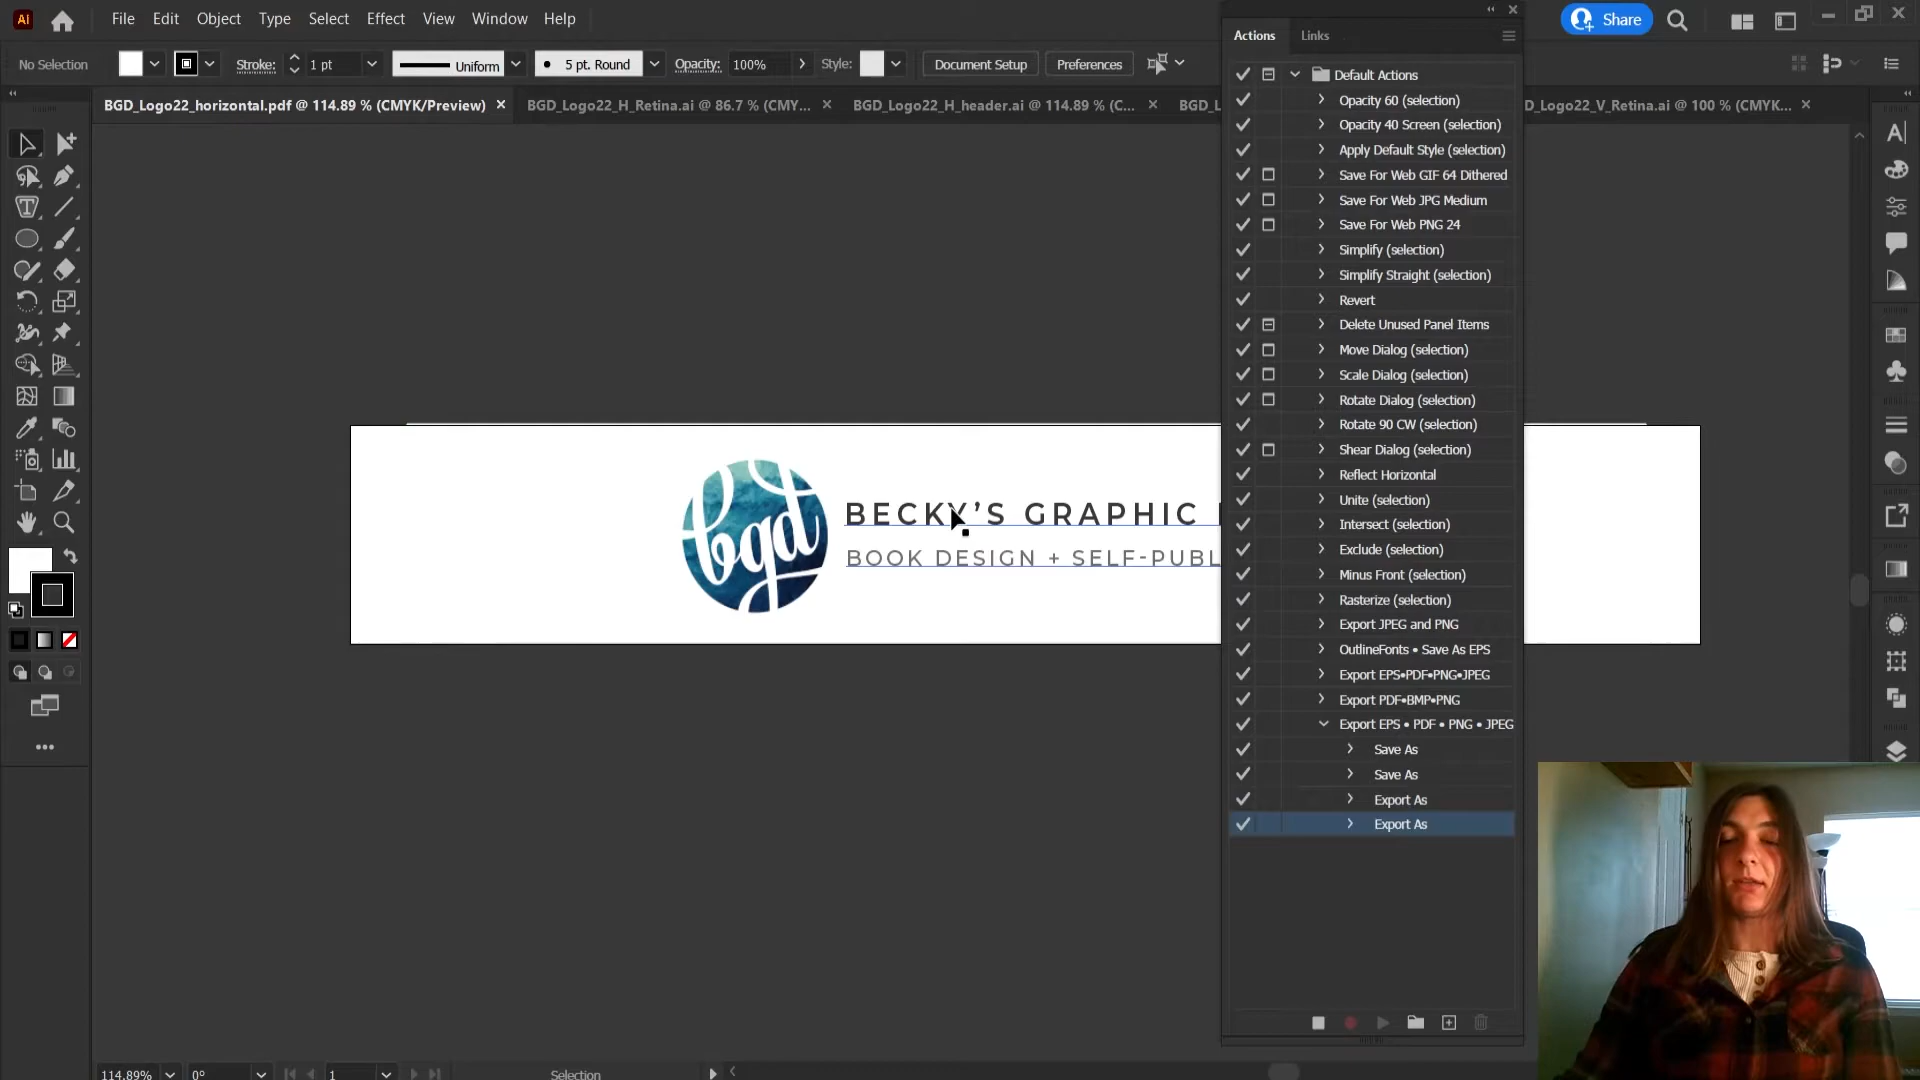 Ai File Edit Object Type Select Effect View Window Help
Share
No Selection Stroke: 1 pt Uniform 5 pt. Round Opacity: 100% Style: Document Setup Preferences
BGD_Logo22_horizontal.pdf @ 114.89 % (CMYK/Preview) × BGD_Logo22_H_Retina.ai @ 86.7 % (CMY... × BGD_Logo22_H_header.ai @ 114.89 % (C... × BGD_L D_Logo22_V_Retina.ai @ 100 % (CMYK... ×
bgd
BECKY'S GRAPHIC
BOOK DESIGN + SELF-PUBL
Actions Links
Default Actions
Opacity 60 (selection)
Opacity 40 Screen (selection)
Apply Default Style (selection)
Save For Web GIF 64 Dithered
Save For Web JPG Medium
Save For Web PNG 24
Simplify (selection)
Simplify Straight (selection)
Revert
Delete Unused Panel Items
Move Dialog (selection)
Scale Dialog (selection)
Rotate Dialog (selection)
Rotate 90 CW (selection)
Shear Dialog (selection)
Reflect Horizontal
Unite (selection)
Intersect (selection)
Exclude (selection)
Minus Front (selection)
Rasterize (selection)
Export JPEG and PNG
OutlineFonts • Save As EPS
Export EPS•PDF•PNG•JPEG
Export PDF•BMP•PNG
Export EPS • PDF • PNG • JPEG
Save As
Save As
Export As
Export As
114.89% 0° 1 Selection